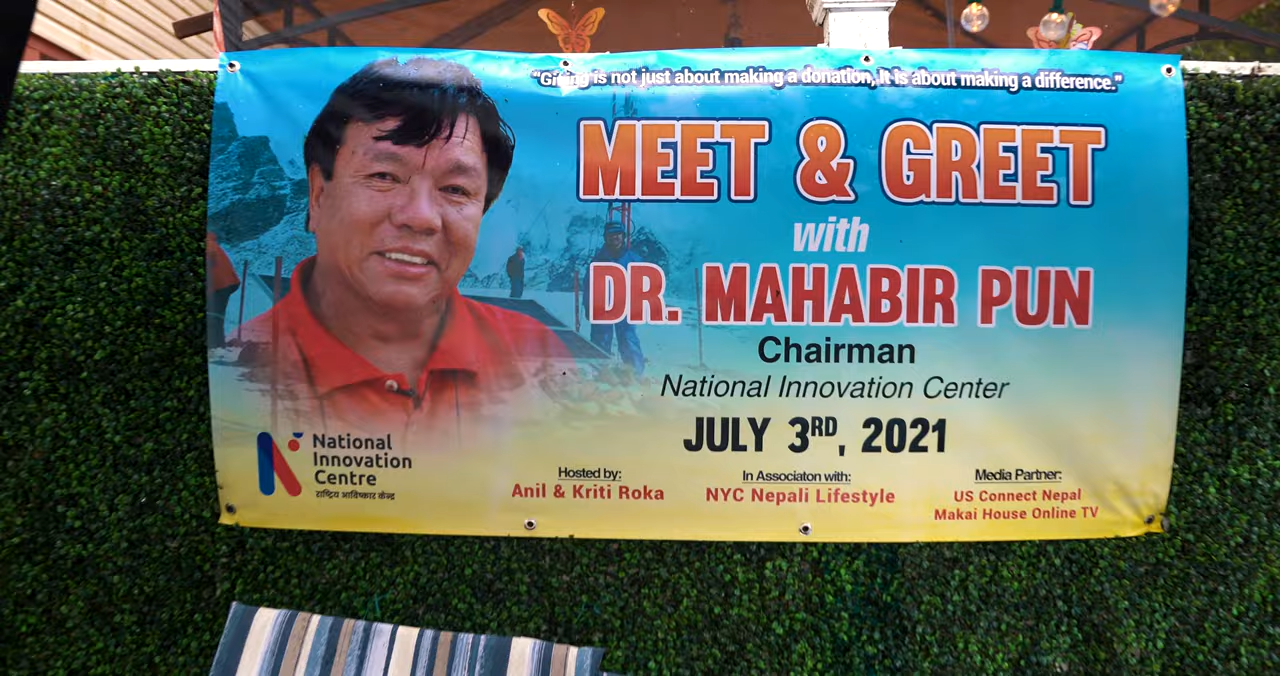 "Giving is not just about making a donation, it is about making a difference."
MEET & GREET
with
DR. MAHABIR PUN
Chairman
National Innovation Center
JULY 3RD, 2021
National
Innovation
Centre
राष्ट्रिय आविष्कार केन्द्र
Hosted by:
Anil & Kriti Roka
In Associaton with:
NYC Nepali Lifestyle
Media Partner:
US Connect Nepal
Makai House Online TV